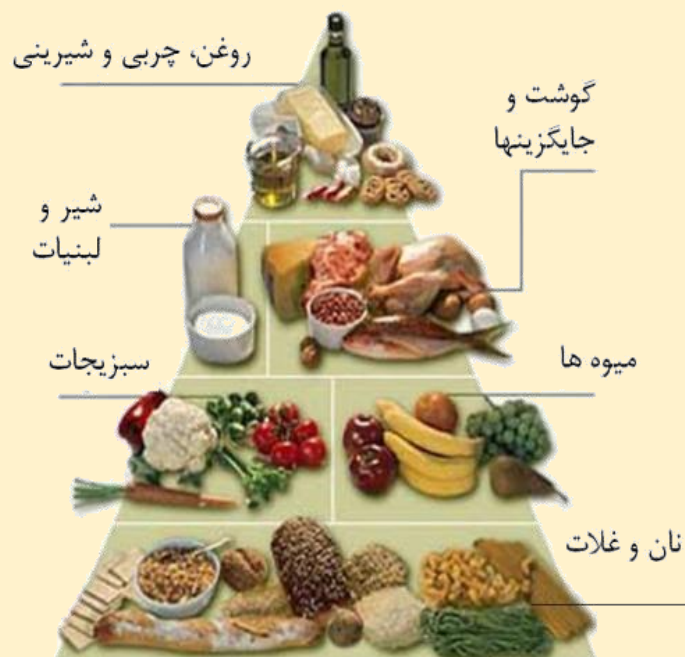 روغن، چربی و شیرینی
گوشت و
جایگزینها
شیر و
لبنیات
سبزیجات
میوه ها
نان و غلات